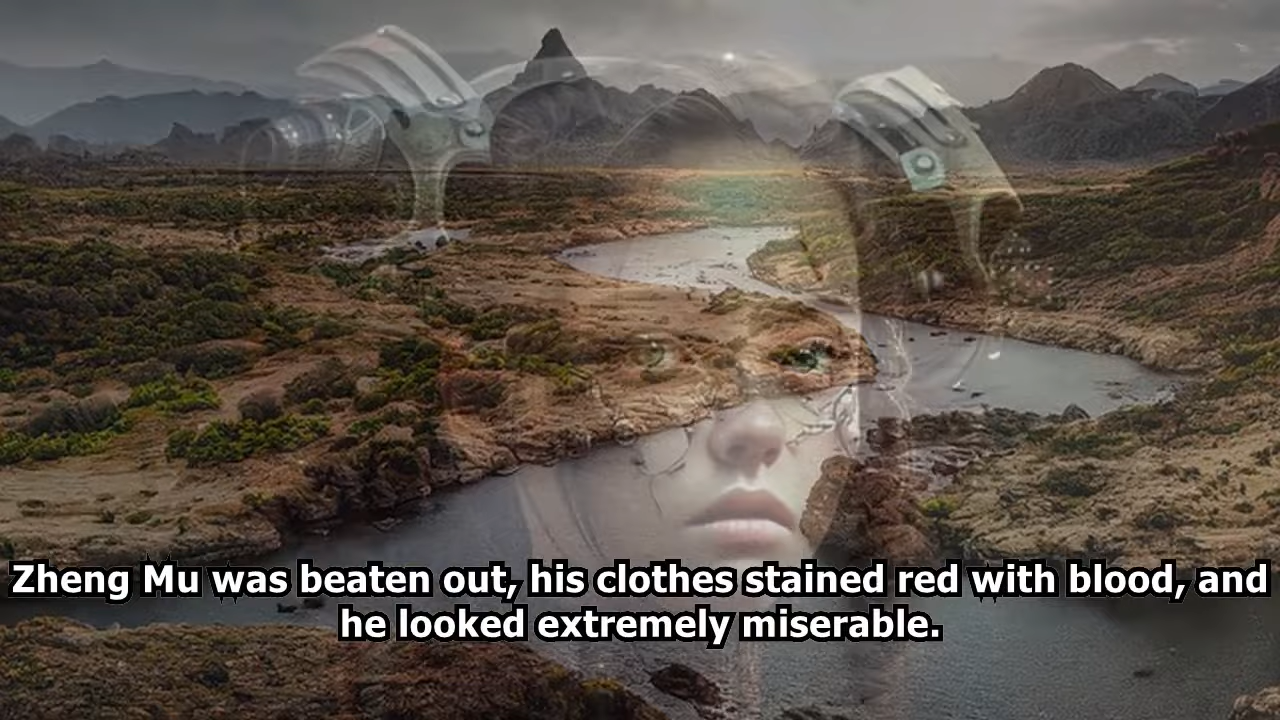 Zheng Mu was beaten out, his clothes stained red with blood, and
he looked extremely miserable.